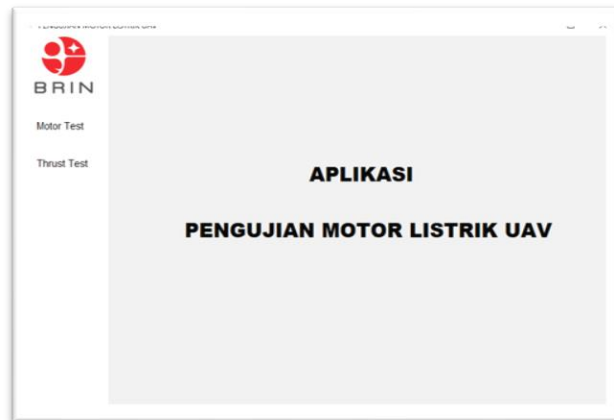 BRIN
Motor Test
Thrust Test
APLIKASI
PENGUJIAN MOTOR LISTRIK UAV